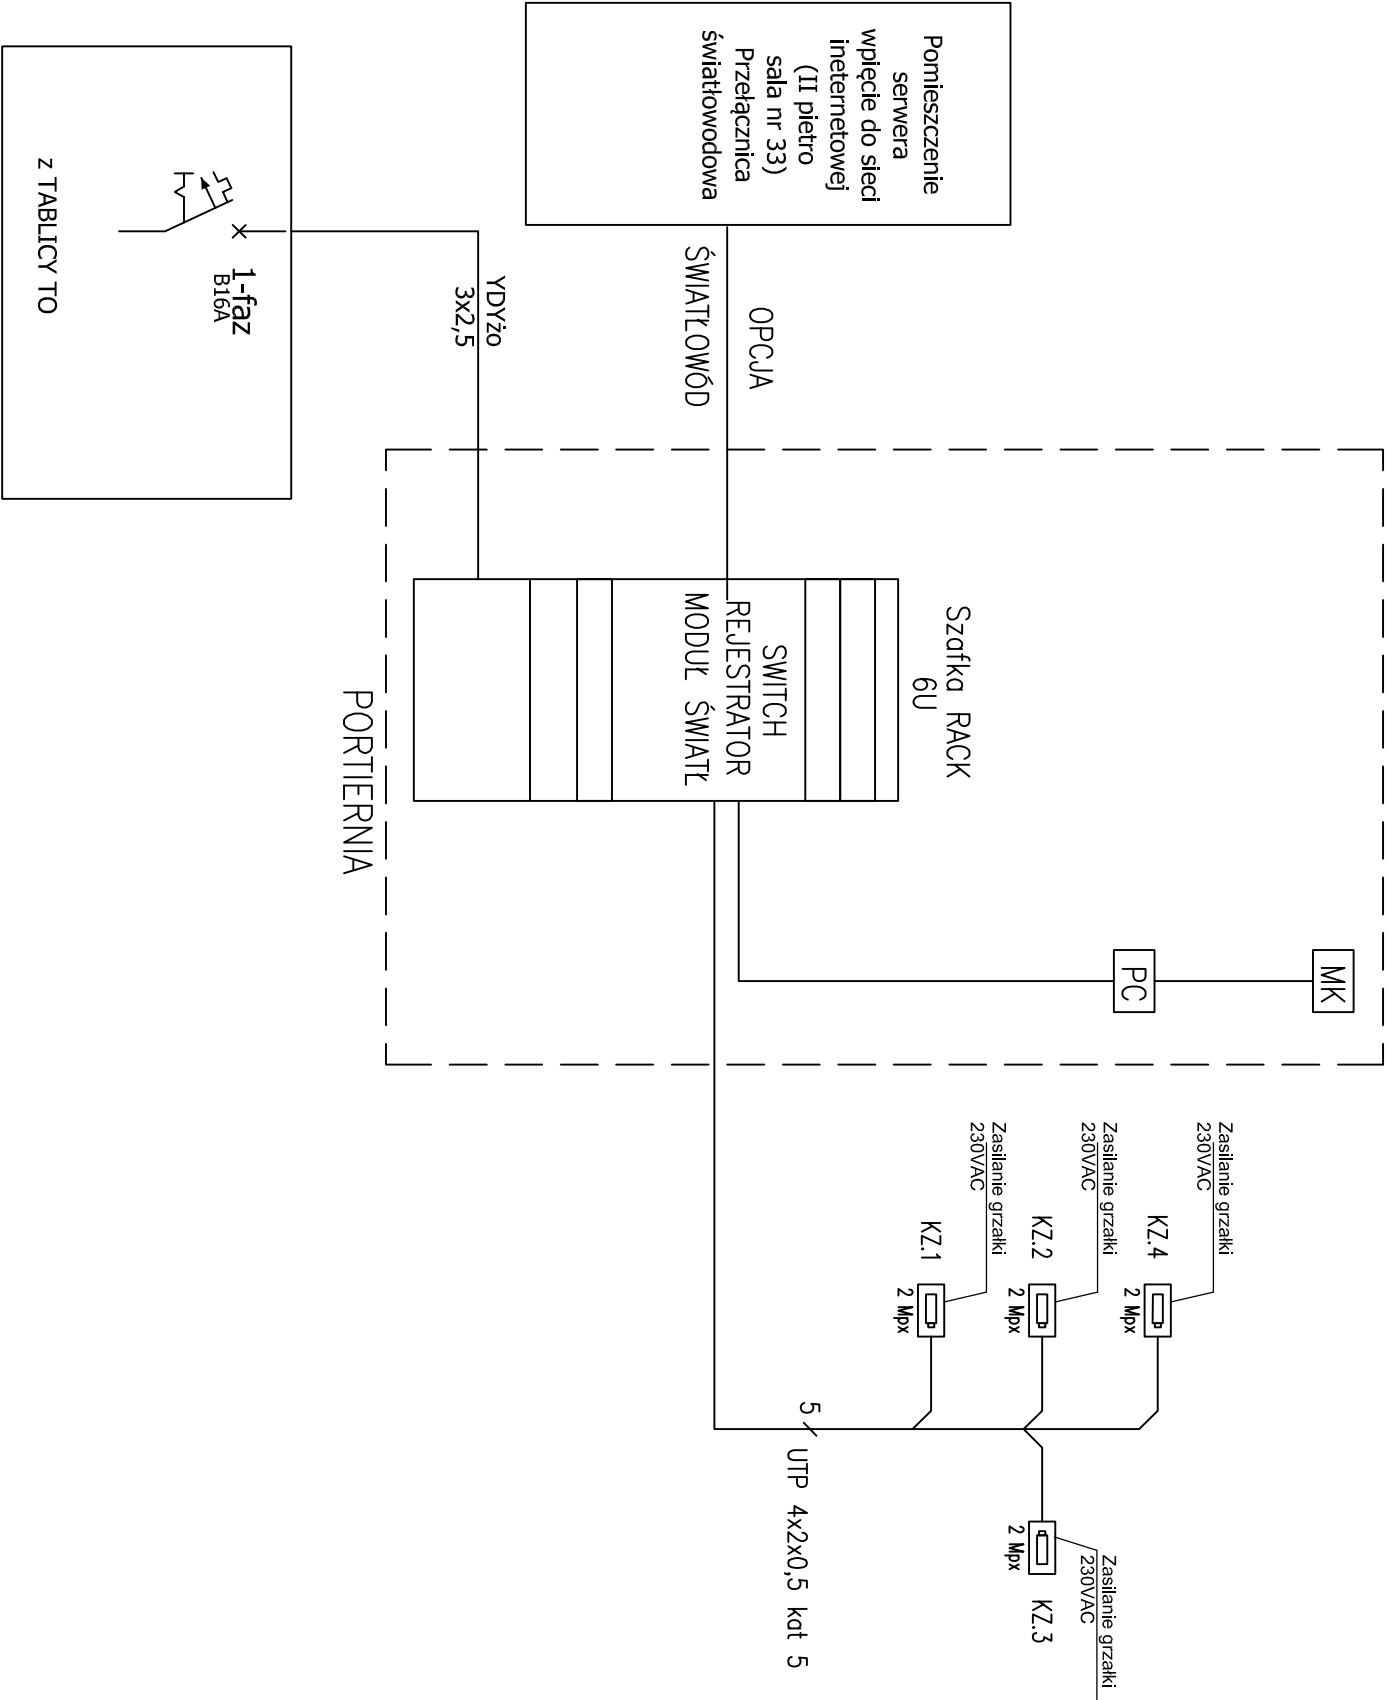 Pomieszczenie
serwera
wpięcie do sieci
ineternetowej
(II pietro
sala nr 33)
Przełącznica
światłowodowa
z TABLICY TO
1-faz
B16A
YDYżo
3x2,5
OPCJA
ŚWIATŁOWÓD
Szafka RACK
6U
SWITCH
REJESTRATOR
MODUŁ ŚWIATŁ
PORTIERNIA
MK
PC
Zasilanie grzałki
230VAC
KZ.4
2 Mpx
Zasilanie grzałki
230VAC
KZ.2
2 Mpx
Zasilanie grzałki
230VAC
KZ.1
2 Mpx
Zasilanie grzałki
230VAC
KZ.3
2 Mpx
5
UTP 4x2x0,5 kat 5